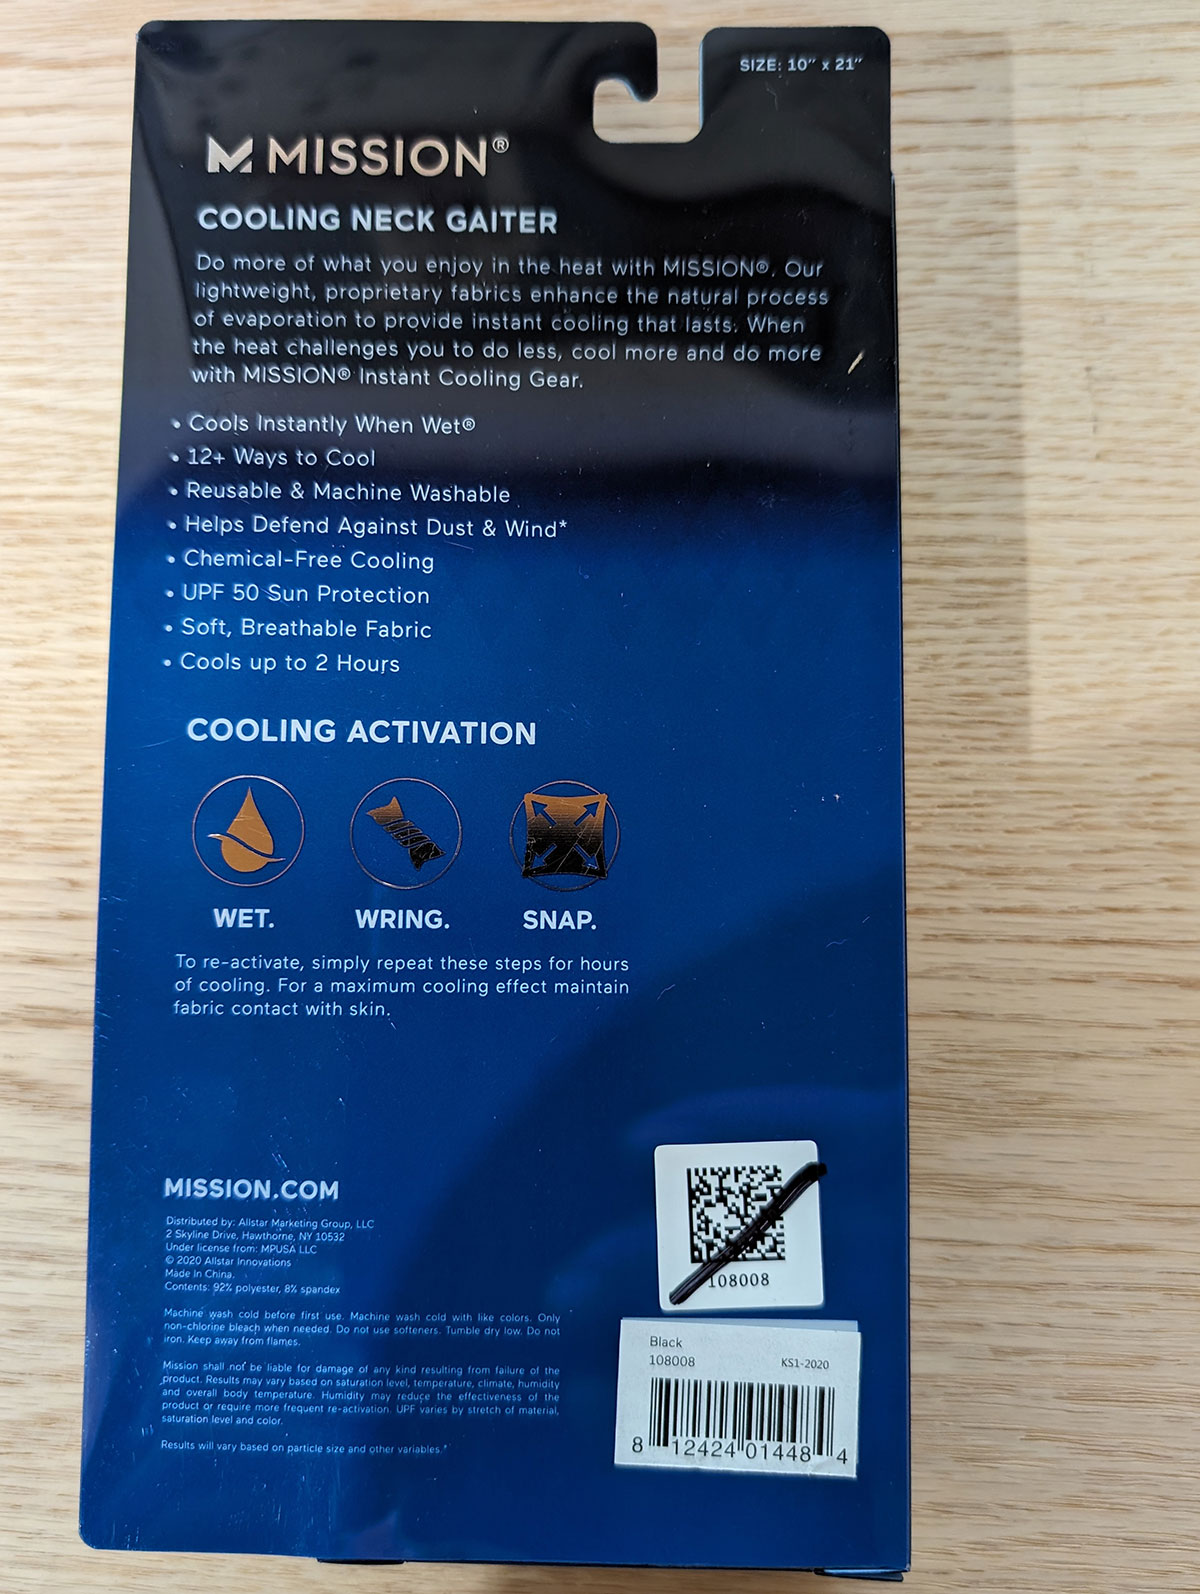 SIZE: 10" x 21"
M MISSION®
COOLING NECK GAITER
Do more of what you enjoy in the heat with MISSION®. Our
lightweight, proprietary fabrics enhance the natural process
of evaporation to provide instant cooling that lasts. When
the heat challenges you to do less, cool more and do more
with MISSION® Instant Cooling Gear.
• Cools Instantly When Wet®
• 12+ Ways to Cool
• Reusable & Machine Washable
• Helps Defend Against Dust & Wind*
• Chemical-Free Cooling
• UPF 50 Sun Protection
• Soft, Breathable Fabric
• Cools up to 2 Hours
COOLING ACTIVATION
WET. WRING. SNAP.
To re-activate, simply repeat these steps for hours
of cooling. For a maximum cooling effect maintain
fabric contact with skin.
MISSION.COM
Distributed by: Allstar Marketing Group, LLC
2 Skyline Drive, Hawthorne, NY 10532
Under license from: MPUSA LLC
© 2020 Allstar Innovations
Made In China.
Contents: 92% polyester, 8% spandex
Machine wash cold before first use. Machine wash cold with like colors. Only
non-chlorine bleach when needed. Do not use softeners. Tumble dry low. Do not
iron. Keep away from flames.
Mission shall not be liable for damage of any kind resulting from failure of the
product. Results may vary based on saturation level, temperature, climate, humidity
and overall body temperature. Humidity may reduce the effectiveness of the
product or require more frequent re-activation. UPF varies by stretch of material,
saturation level and color.
Results will vary based on particle size and other variables.*
108008
Black
108008 KS1-2020
8 12424 01448 4